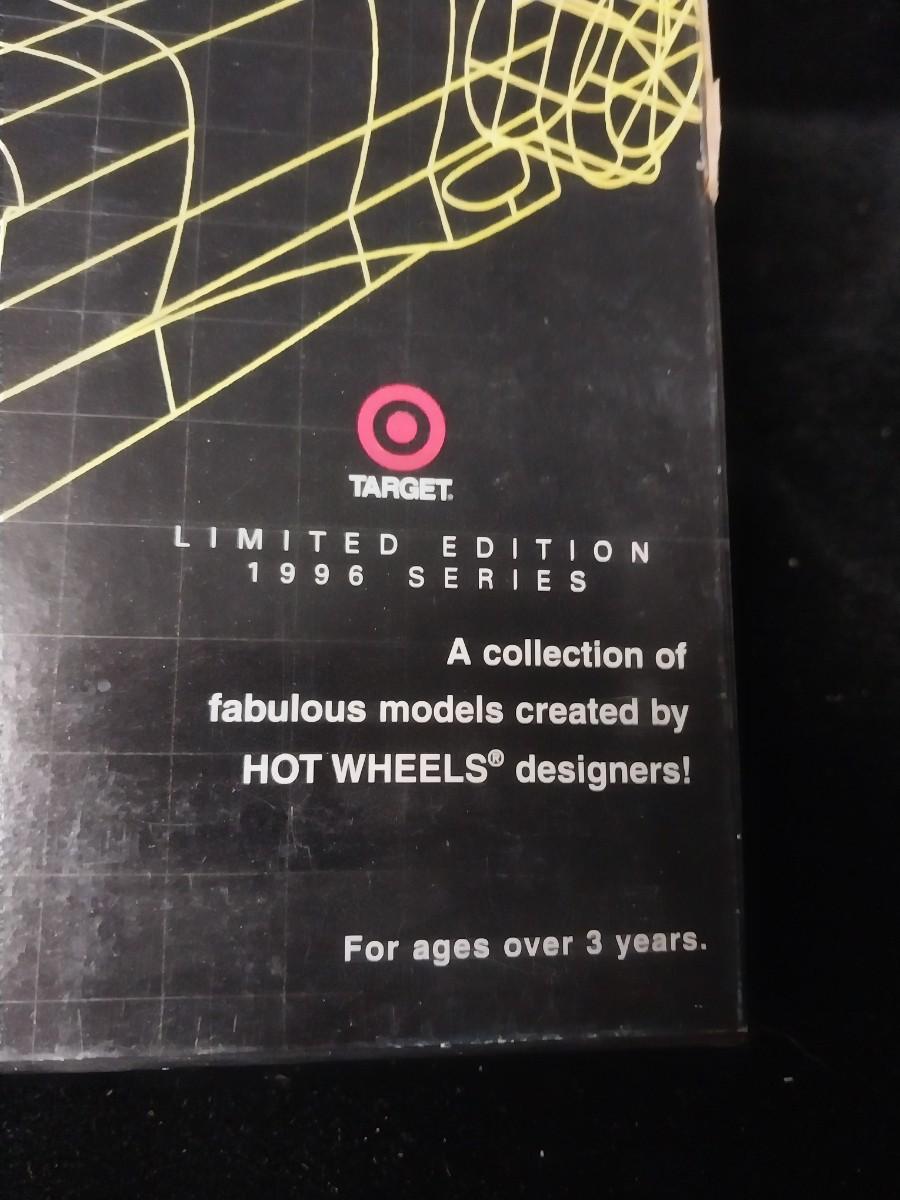 TARGET.
LIMITED EDITION
1996 SERIES
A collection of
fabulous models created by
HOT WHEELS® designers!
For ages over 3 years.